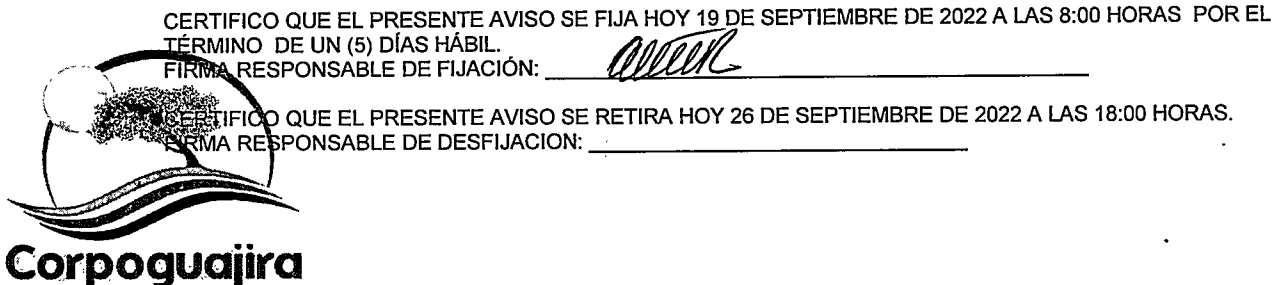 CERTIFICO QUE EL PRESENTE AVISO SE FIJA HOY 19 DE SEPTIEMBRE DE 2022 A LAS 8:00 HORAS POR EL
TÉRMINO DE UN (5) DÍAS HÁBIL.
FIRMA RESPONSABLE DE FIJACIÓN:
CERTIFICO QUE EL PRESENTE AVISO SE RETIRA HOY 26 DE SEPTIEMBRE DE 2022 A LAS 18:00 HORAS.
FIRMA RESPONSABLE DE DESFIJACION:
Corpoguajira